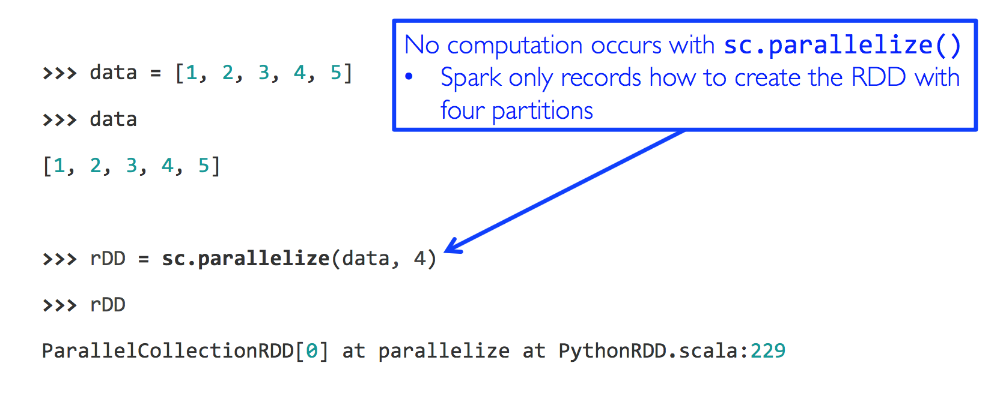 No computation occurs with sc.parallelize()
• Spark only records how to create the RDD with
four partitions
>>> data = [1, 2, 3, 4, 5]
>>> data
[1, 2, 3, 4, 5]
>>> rDD = sc.parallelize(data, 4)
>>> rDD
ParallelCollectionRDD[0] at parallelize at PythonRDD.scala:229